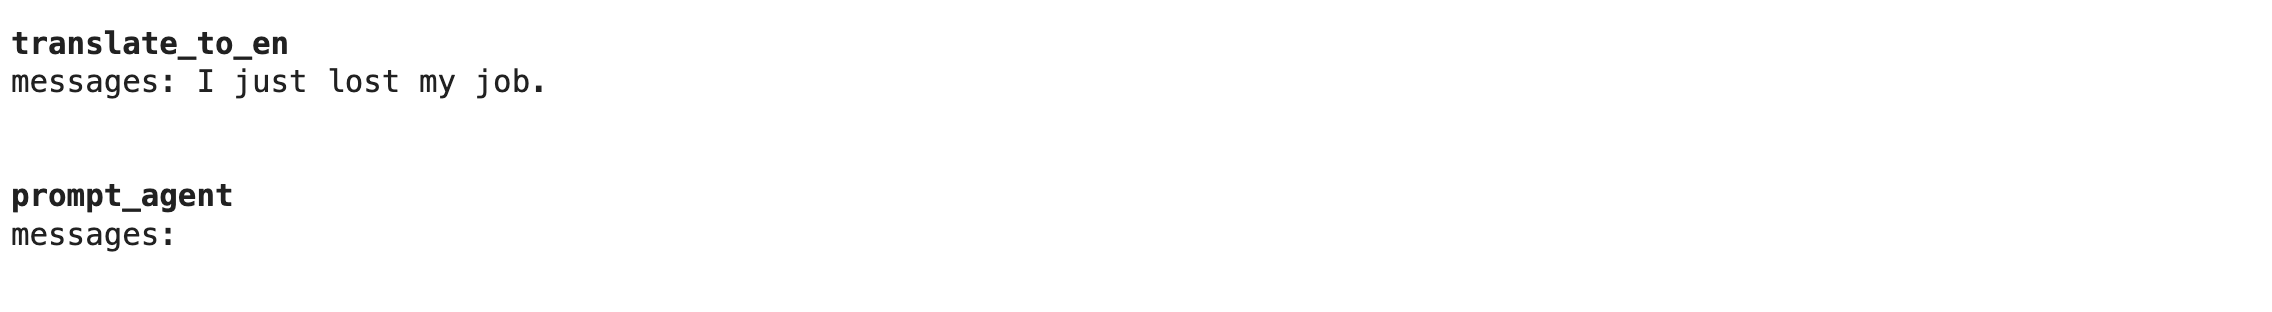 translate_to_en
messages: I just lost my job.
prompt_agent
messages: